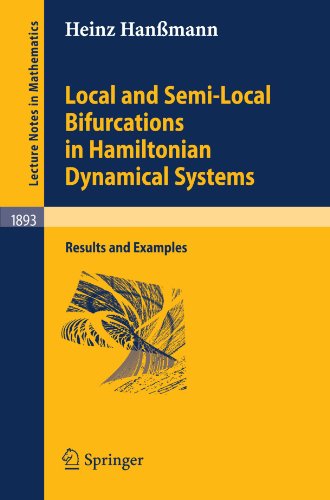 Heinz Hanßmann
Lecture Notes in Mathematics
1893
Local and Semi-Local
Bifurcations
in Hamiltonian
Dynamical Systems
Results and Examples
Springer